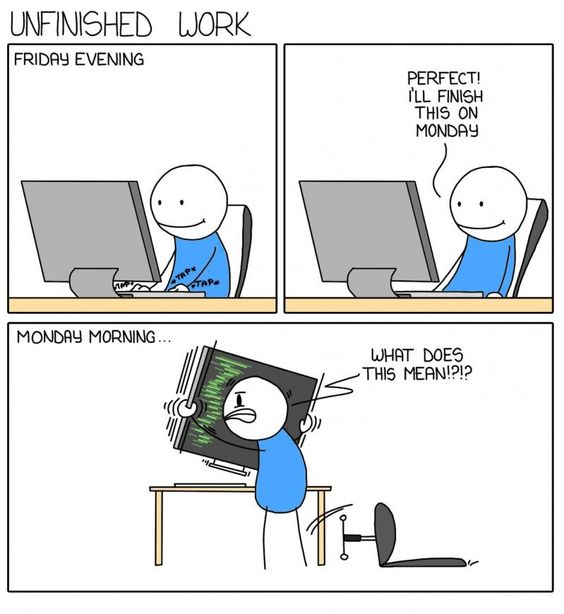 UNFINISHED WORK
FRIDAY EVENING
*TAP*
*TAP*
*TAP*
PERFECT!
I'LL FINISH
THIS ON
MONDAY
MONDAY MORNING...
WHAT DOES
THIS MEAN!?!?